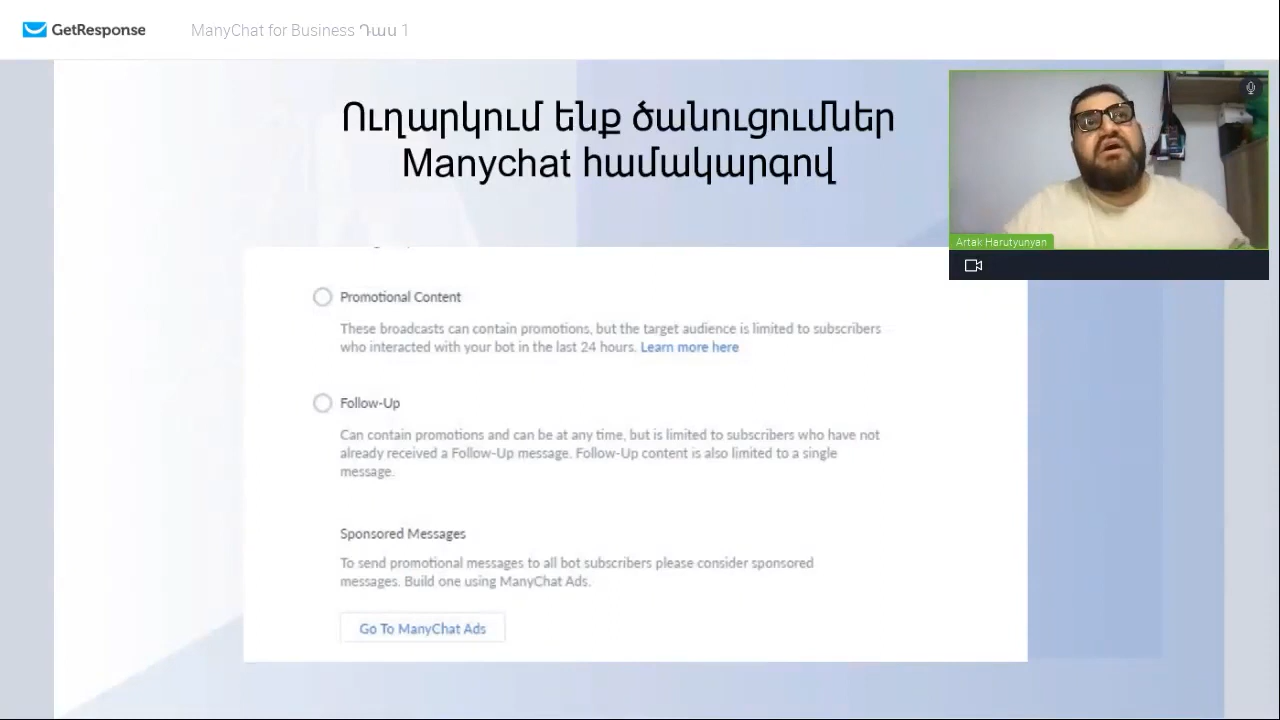 GetResponse
ManyChat for Business Դաս 1
Ուղարկում ենք ծանուցումներ
Manychat համակարգով
Artak Harutyunyan
Promotional Content
These broadcasts can contain promotions, but the target audience is limited to subscribers
who interacted with your bot in the last 24 hours. Learn more here
Follow-Up
Can contain promotions and can be at any time, but is limited to subscribers who have not
already received a Follow-Up message. Follow-Up content is also limited to a single
message.
Sponsored Messages
To send promotional messages to all bot subscribers please consider sponsored
messages. Build one using ManyChat Ads.
Go To ManyChat Ads